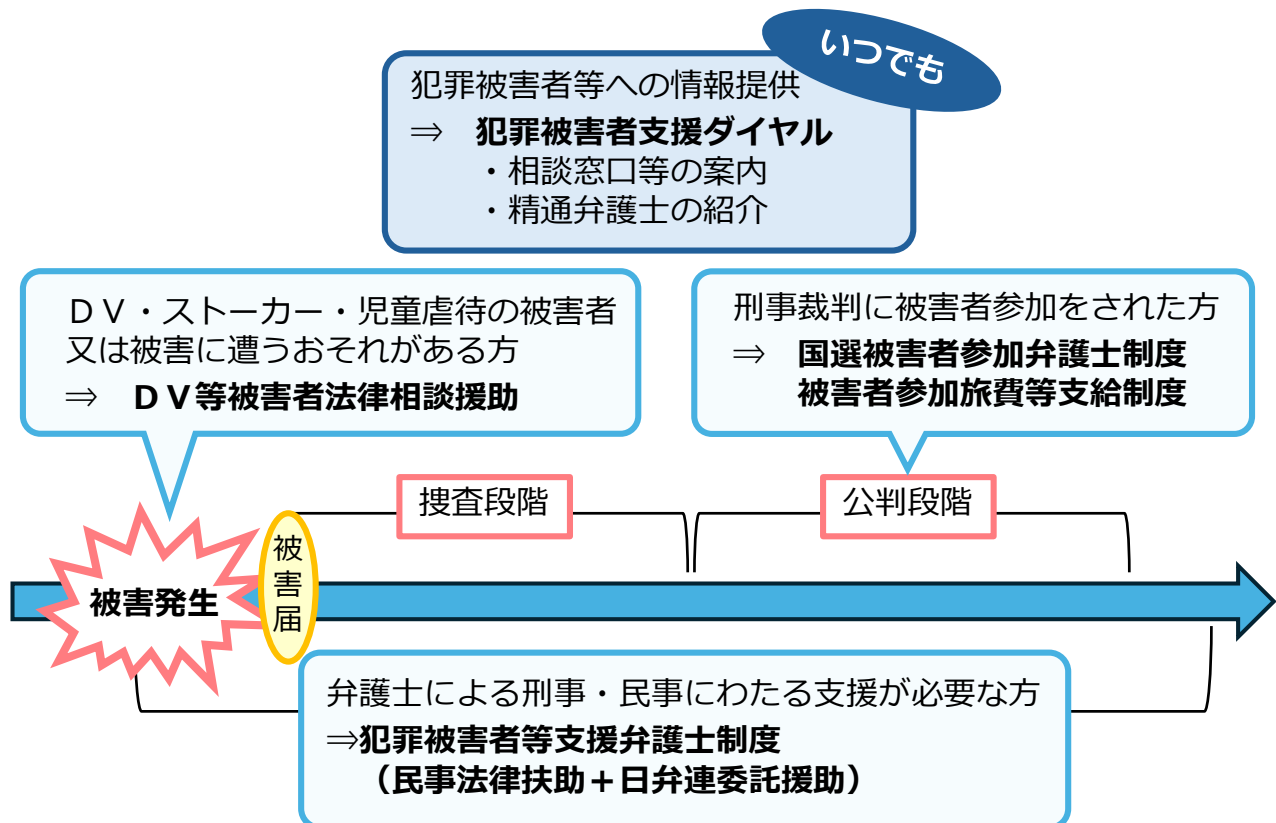 いつでも
犯罪被害者等への情報提供
⇒　犯罪被害者支援ダイヤル
・相談窓口等の案内
・精通弁護士の紹介
ＤＶ・ストーカー・児童虐待の被害者
又は被害に遭うおそれがある方
⇒　ＤＶ等被害者法律相談援助
刑事裁判に被害者参加をされた方
⇒　国選被害者参加弁護士制度
被害者参加旅費等支給制度
捜査段階
公判段階
被害発生
被害届
弁護士による刑事・民事にわたる支援が必要な方
⇒犯罪被害者等支援弁護士制度
（民事法律扶助＋日弁連委託援助）